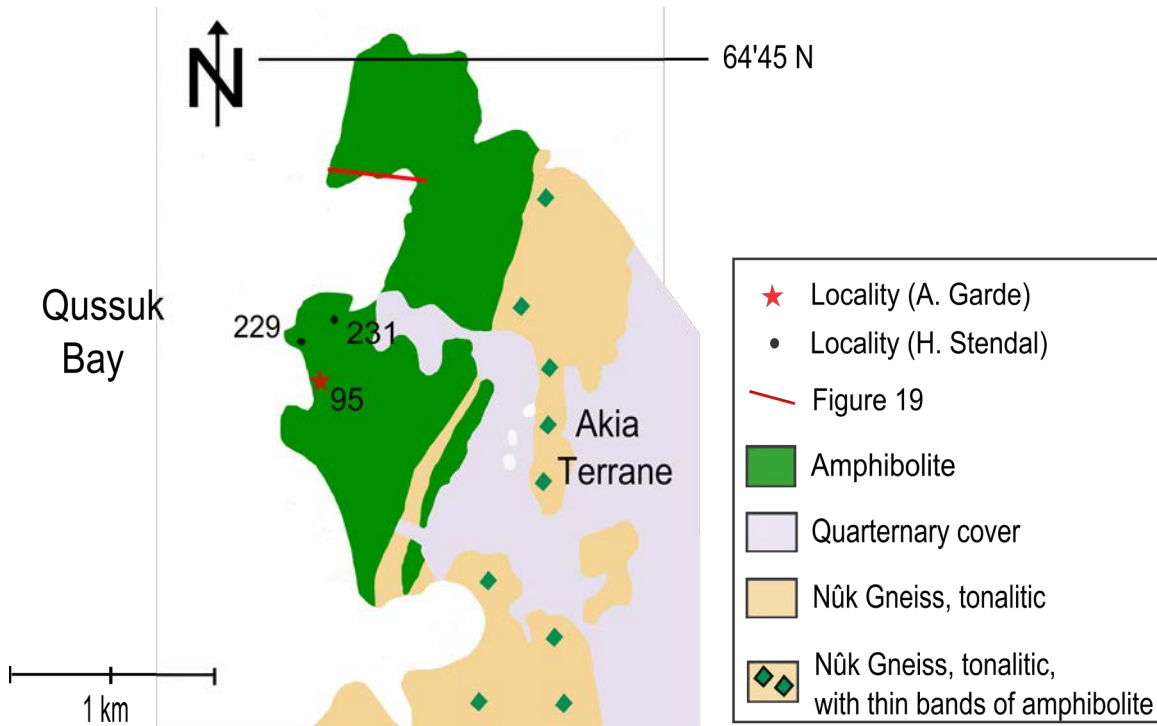 N
64'45 N
Qussuk
Bay
229
231
95
Akia
Terrane
1 km
Locality (A. Garde)
Locality (H. Stendal)
Figure 19
Amphibolite
Quarternary cover
Nûk Gneiss, tonalitic
Nûk Gneiss, tonalitic,
with thin bands of amphibolite